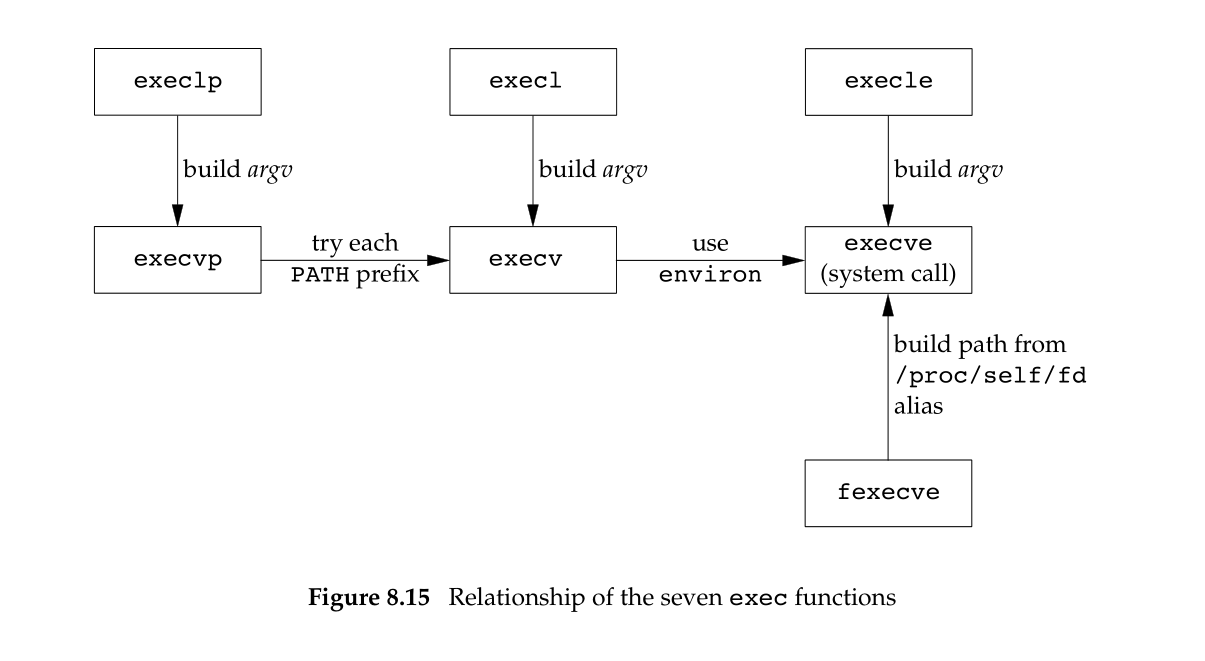 execlp
execl
execle
build argv
build argv
build argv
execvp
try each
PATH prefix
execv
use
environ
execve
(system call)
build path from
/proc/self/fd
alias
fexecve
Figure 8.15 Relationship of the seven exec functions